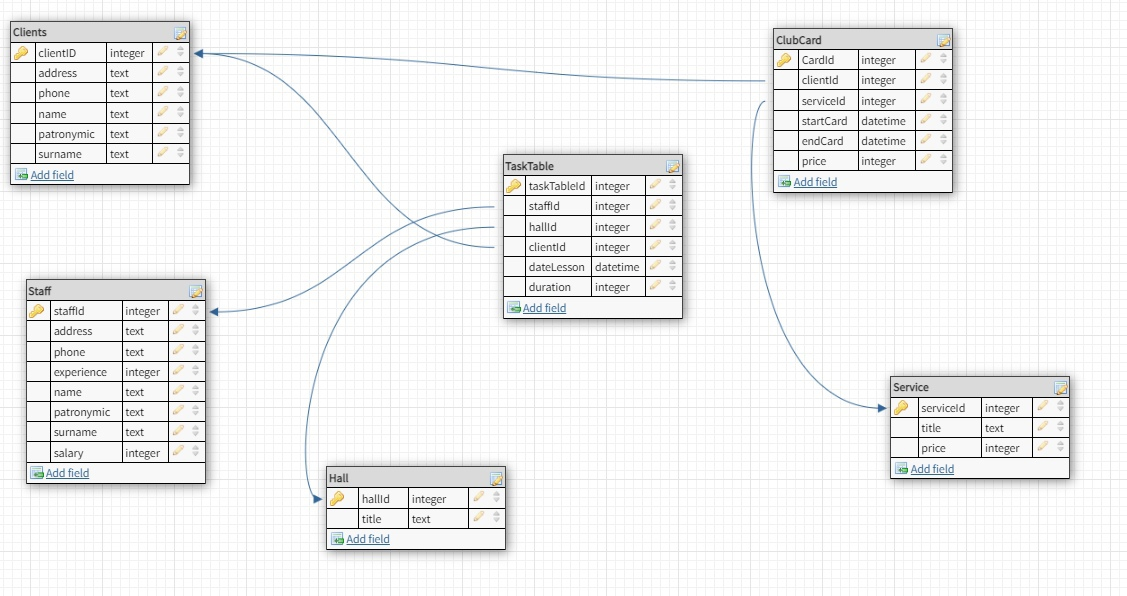 Clients
clientID integer
address text
phone text
name text
patronymic text
surname text
Add field
ClubCard
CardId integer
clientId integer
serviceId integer
startCard datetime
endCard datetime
price integer
Add field
TaskTable
taskTableId integer
staffId integer
hallId integer
clientId integer
dateLesson datetime
duration integer
Add field
Staff
staffId integer
address text
phone text
experience integer
name text
patronymic text
surname text
salary integer
Add field
Service
serviceId integer
title text
price integer
Add field
Hall
hallId integer
title text
Add field